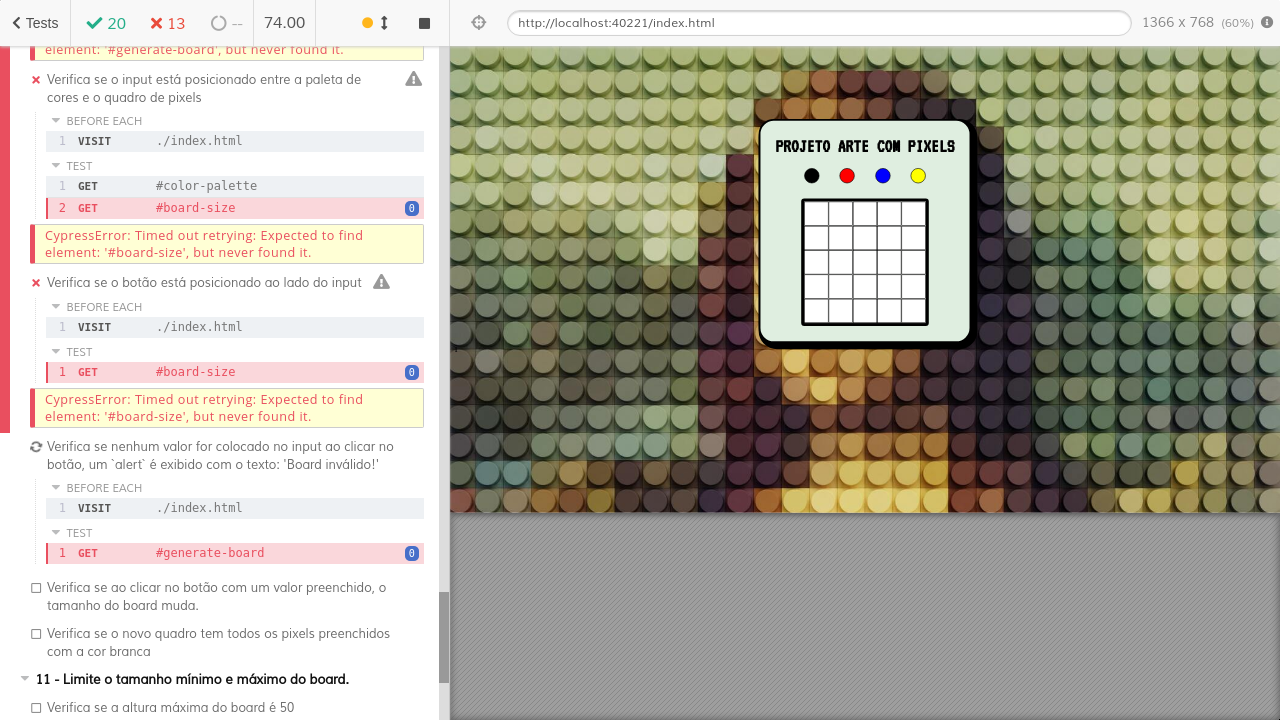 Tests 20 13 -- 74.00 http://localhost:40221/index.html 1366 x 768 (60%)
element: '#generate-board', but never found it.
Verifica se o input está posicionado entre a paleta de
cores e o quadro de pixels
BEFORE EACH
1 VISIT ./index.html
TEST
1 GET #color-palette
2 GET #board-size 0
CypressError: Timed out retrying: Expected to find
element: '#board-size', but never found it.
Verifica se o botão está posicionado ao lado do input
BEFORE EACH
1 VISIT ./index.html
TEST
1 GET #board-size 0
CypressError: Timed out retrying: Expected to find
element: '#board-size', but never found it.
Verifica se nenhum valor for colocado no input ao clicar no
botão, um `alert` é exibido com o texto: 'Board inválido!'
BEFORE EACH
1 VISIT ./index.html
TEST
1 GET #generate-board 0
Verifica se ao clicar no botão com um valor preenchido, o
tamanho do board muda.
Verifica se o novo quadro tem todos os pixels preenchidos
com a cor branca
11 - Limite o tamanho mínimo e máximo do board.
Verifica se a altura máxima do board é 50
PROJETO ARTE COM PIXELS